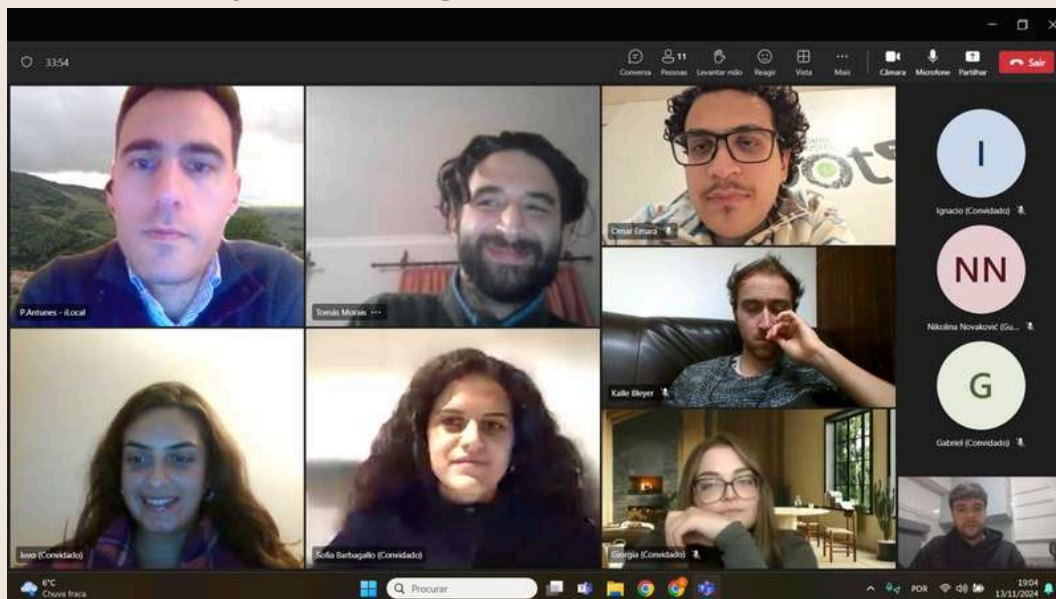 33:54
Conversa
11
Pessoas
Levantar mão
Reagir
Vista
Mais
Câmara
Microfone
Partilhar
Sair
P.Antunes - iLocal
Tomás Morais
Omar Emara
Kalle Bleyer
(Convidado)
Sofia Barbagallo (Convidado)
Giorgia (Convidado)
I
Ignacio (Convidado)
NN
Nikolina Novaković (Gu...
G
Gabriel (Convidado)
6°C
Chuva fraca
Procurar
POR
19:04
13/11/2024